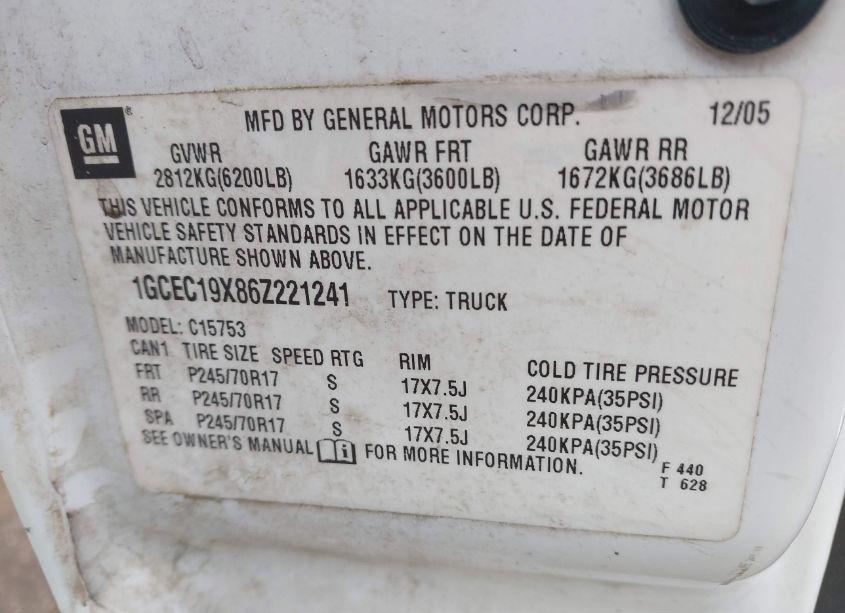 GM
MFD BY GENERAL MOTORS CORP. 12/05
GVWR GAWR FRT GAWR RR
2812KG(6200LB) 1633KG(3600LB) 1672KG(3686LB)
THIS VEHICLE CONFORMS TO ALL APPLICABLE U.S. FEDERAL MOTOR
VEHICLE SAFETY STANDARDS IN EFFECT ON THE DATE OF
MANUFACTURE SHOWN ABOVE.
1GCEC19X86Z221241 TYPE: TRUCK
MODEL: C15753
CAN1 TIRE SIZE SPEED RTG RIM COLD TIRE PRESSURE
FRT P245/70R17 S 17X7.5J 240KPA(35PSI)
RR P245/70R17 S 17X7.5J 240KPA(35PSI)
SPA P245/70R17 S 17X7.5J 240KPA(35PSI)
SEE OWNER'S MANUAL i FOR MORE INFORMATION.
F 440
T 628